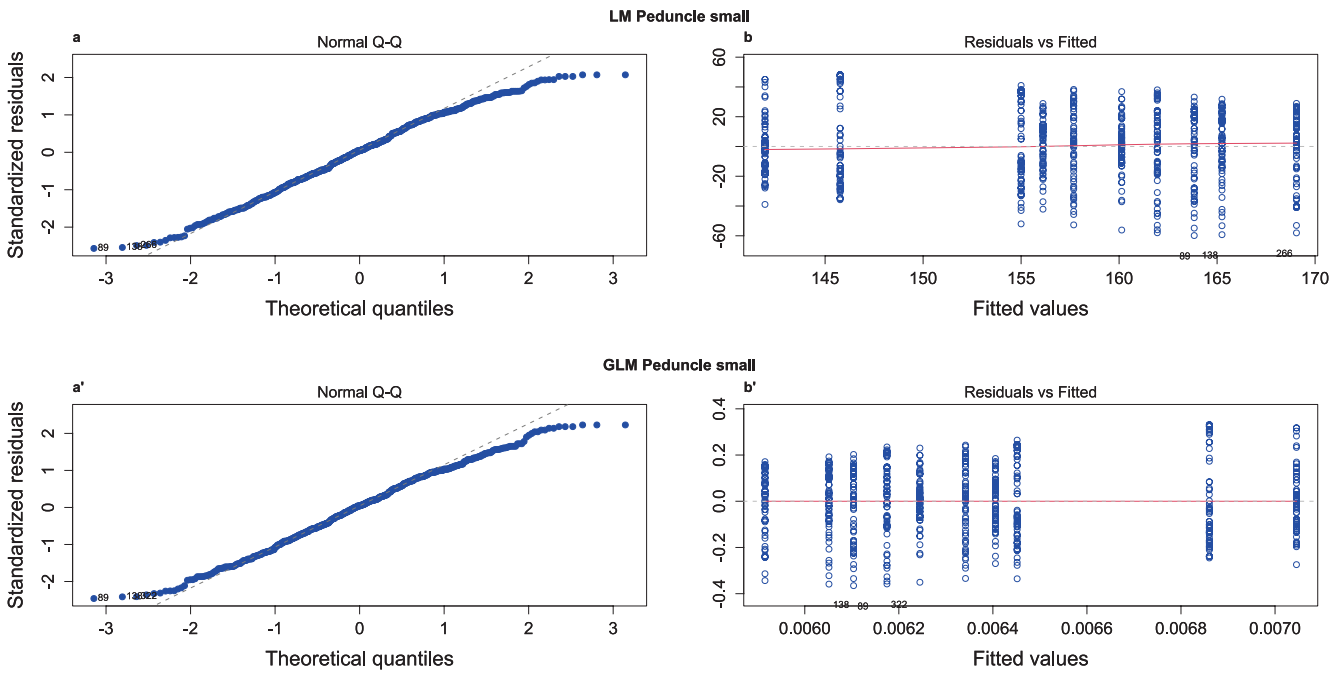 LM Peduncle small
a
Normal Q-Q
Standardized residuals
2
1
0
-1
-2
89
138
266
-3 -2 -1 0 1 2 3
Theoretical quantiles
b
Residuals vs Fitted
60
20
-20
-60
89 138 266
145 150 155 160 165 170
Fitted values
GLM Peduncle small
a'
Normal Q-Q
Standardized residuals
2
1
0
-1
-2
89
138
322
-3 -2 -1 0 1 2 3
Theoretical quantiles
b'
Residuals vs Fitted
0.4
0.2
0.0
-0.2
-0.4
138 89 322
0.0060 0.0062 0.0064 0.0066 0.0068 0.0070
Fitted values